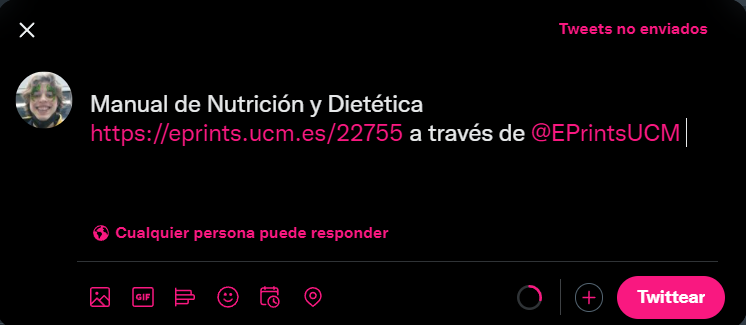 Tweets no enviados
Manual de Nutrición y Dietética
https://eprints.ucm.es/22755 a través de @EPrintsUCM
Cualquier persona puede responder
GIF
Twittear